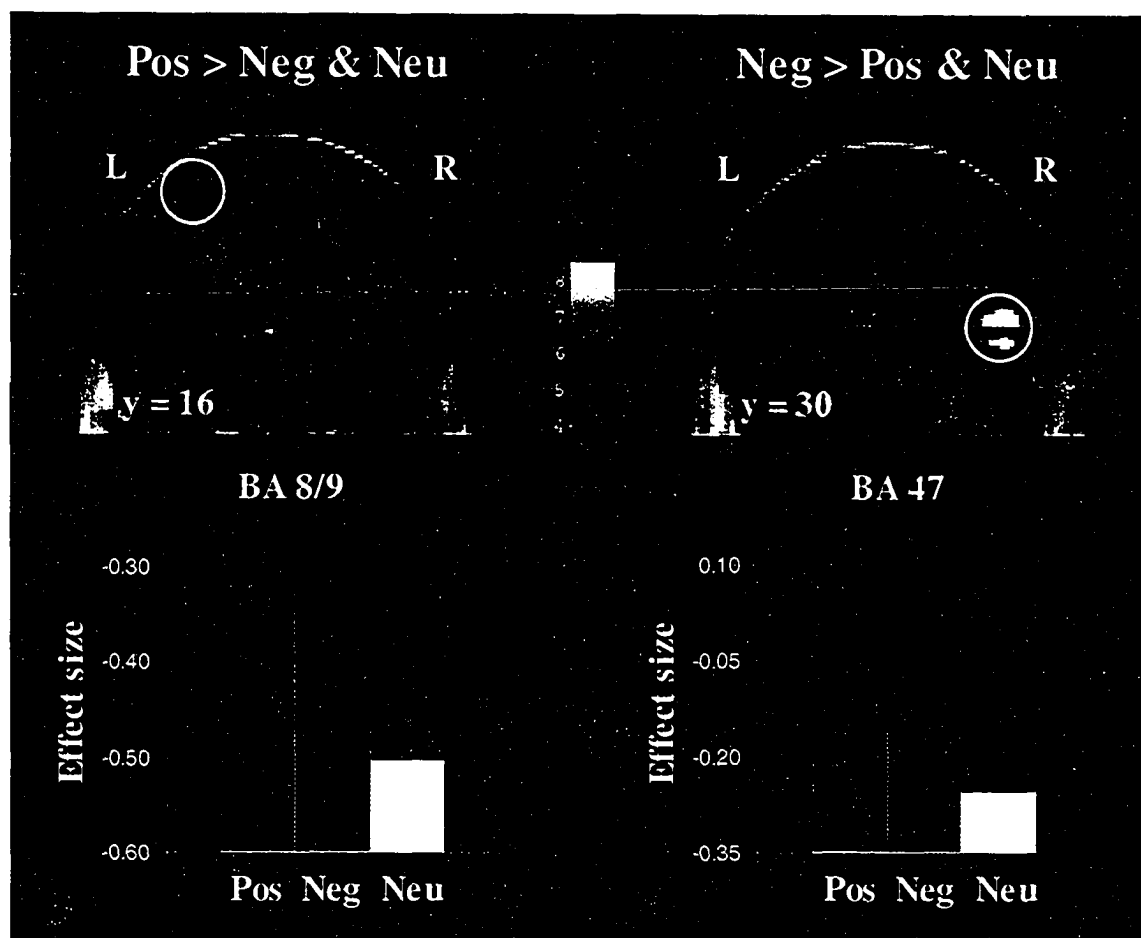 Pos > Neg & Neu
Neg > Pos & Neu
L
R
L
R
8
7
6
5
4
y = 16
y = 30
BA 8/9
BA 47
Effect size
-0.30
-0.40
-0.50
-0.60
Pos Neg Neu
Effect size
0.10
-0.05
-0.20
-0.35
Pos Neg Neu